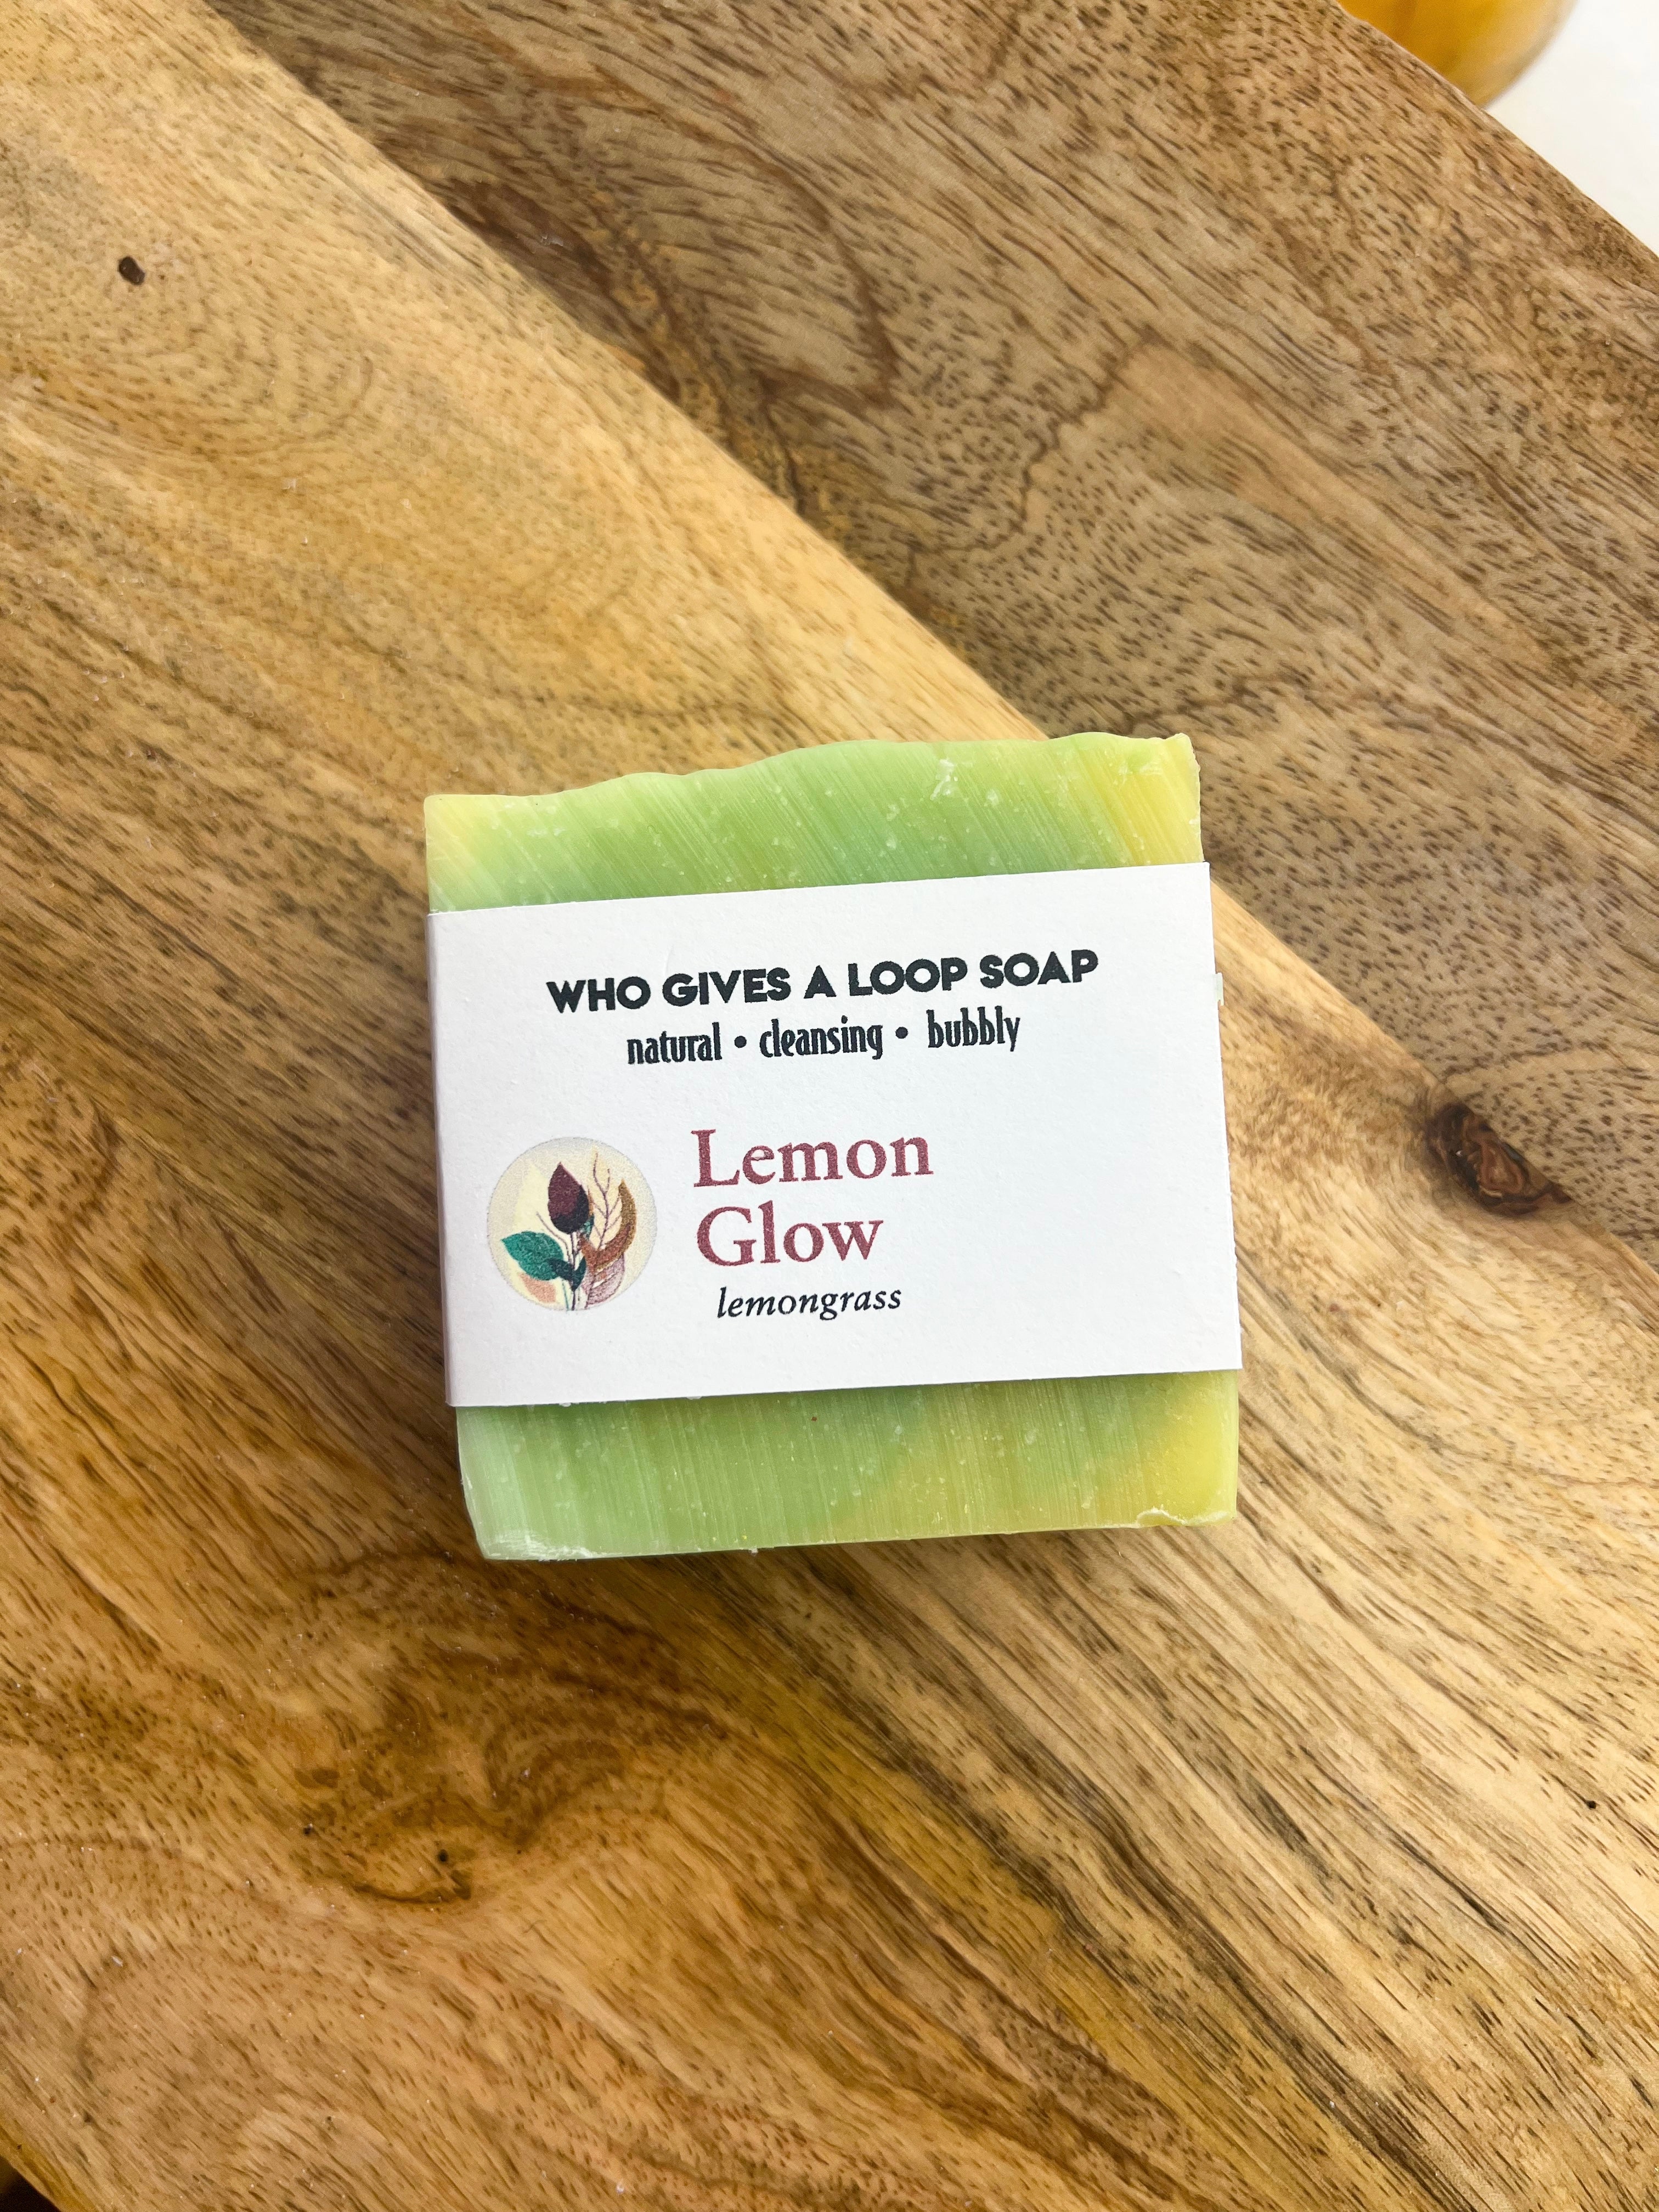 WHO GIVES A LOOP SOAP
natural • cleansing • bubbly
Lemon
Glow
lemongrass